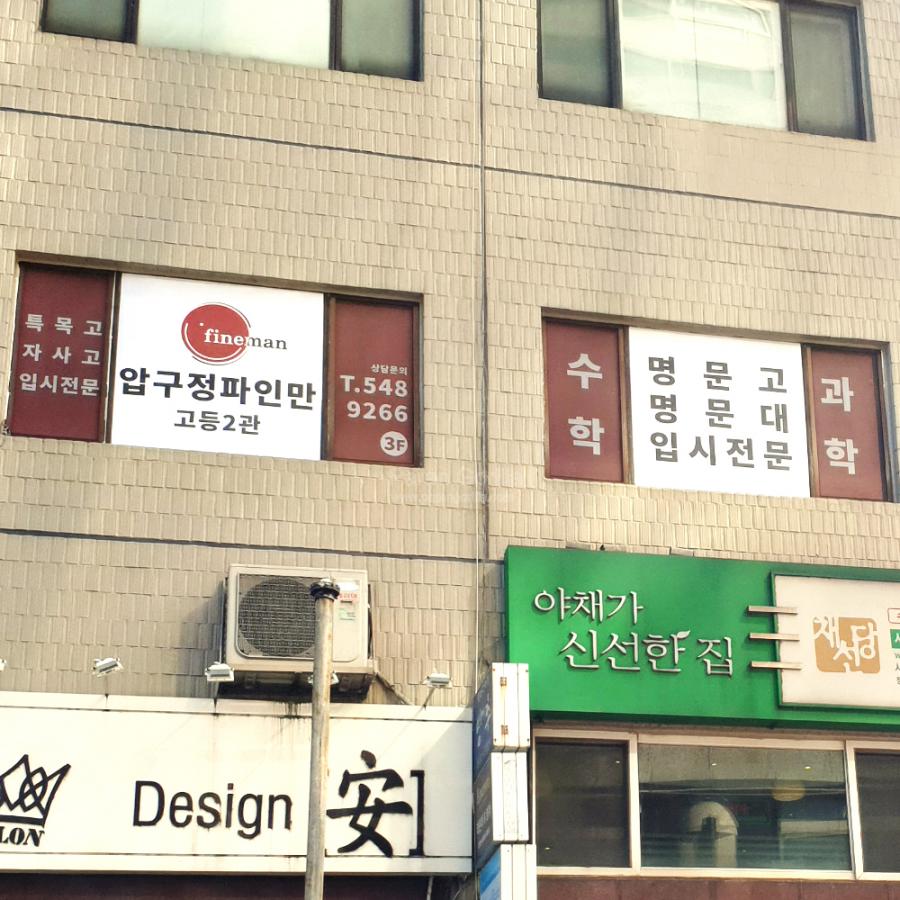 특목고
자사고
입시전문
fineman
압구정파인만
고등2관
상담문의
T.548
9266
3F
수학
명문고
명문대
입시전문
과학
야채가
신선한 집
채선당
Design
安]
LON